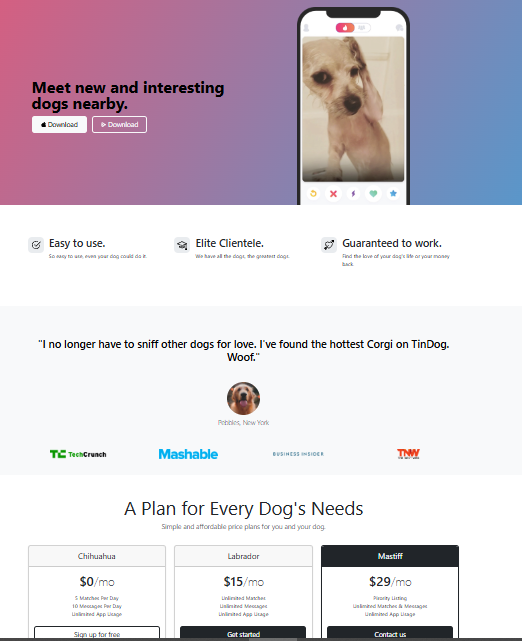 Meet new and interesting
dogs nearby.
Download
Download
Easy to use.
So easy to use, even your dog could do it.
Elite Clientele.
We have all the dogs, the greatest dogs.
Guaranteed to work.
Find the love of your dog's life or your money
back.
"I no longer have to sniff other dogs for love. I've found the hottest Corgi on TinDog.
Woof."
Pebbles, New York
TechCrunch
Mashable
BUSINESS INSIDER
TNW
A Plan for Every Dog's Needs
Simple and affordable price plans for you and your dog.
Chihuahua
$0/mo
5 Matches Per Day
10 Messages Per Day
Unlimited App Usage
Sign up for free
Labrador
$15/mo
Unlimited Matches
Unlimited Messages
Unlimited App Usage
Get started
Mastiff
$29/mo
Priority Listing
Unlimited Matches & Messages
Unlimited App Usage
Contact us